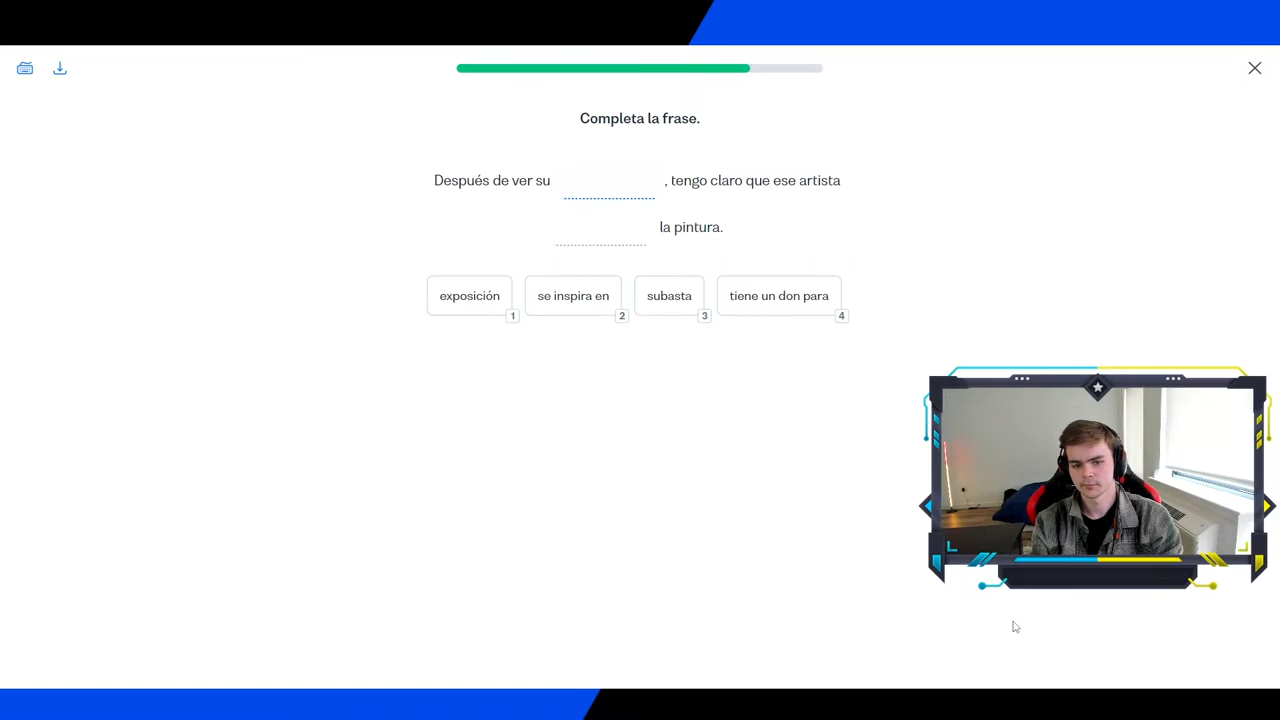 Completa la frase.
Después de ver su , tengo claro que ese artista
la pintura.
exposición 1 se inspira en 2 subasta 3 tiene un don para 4